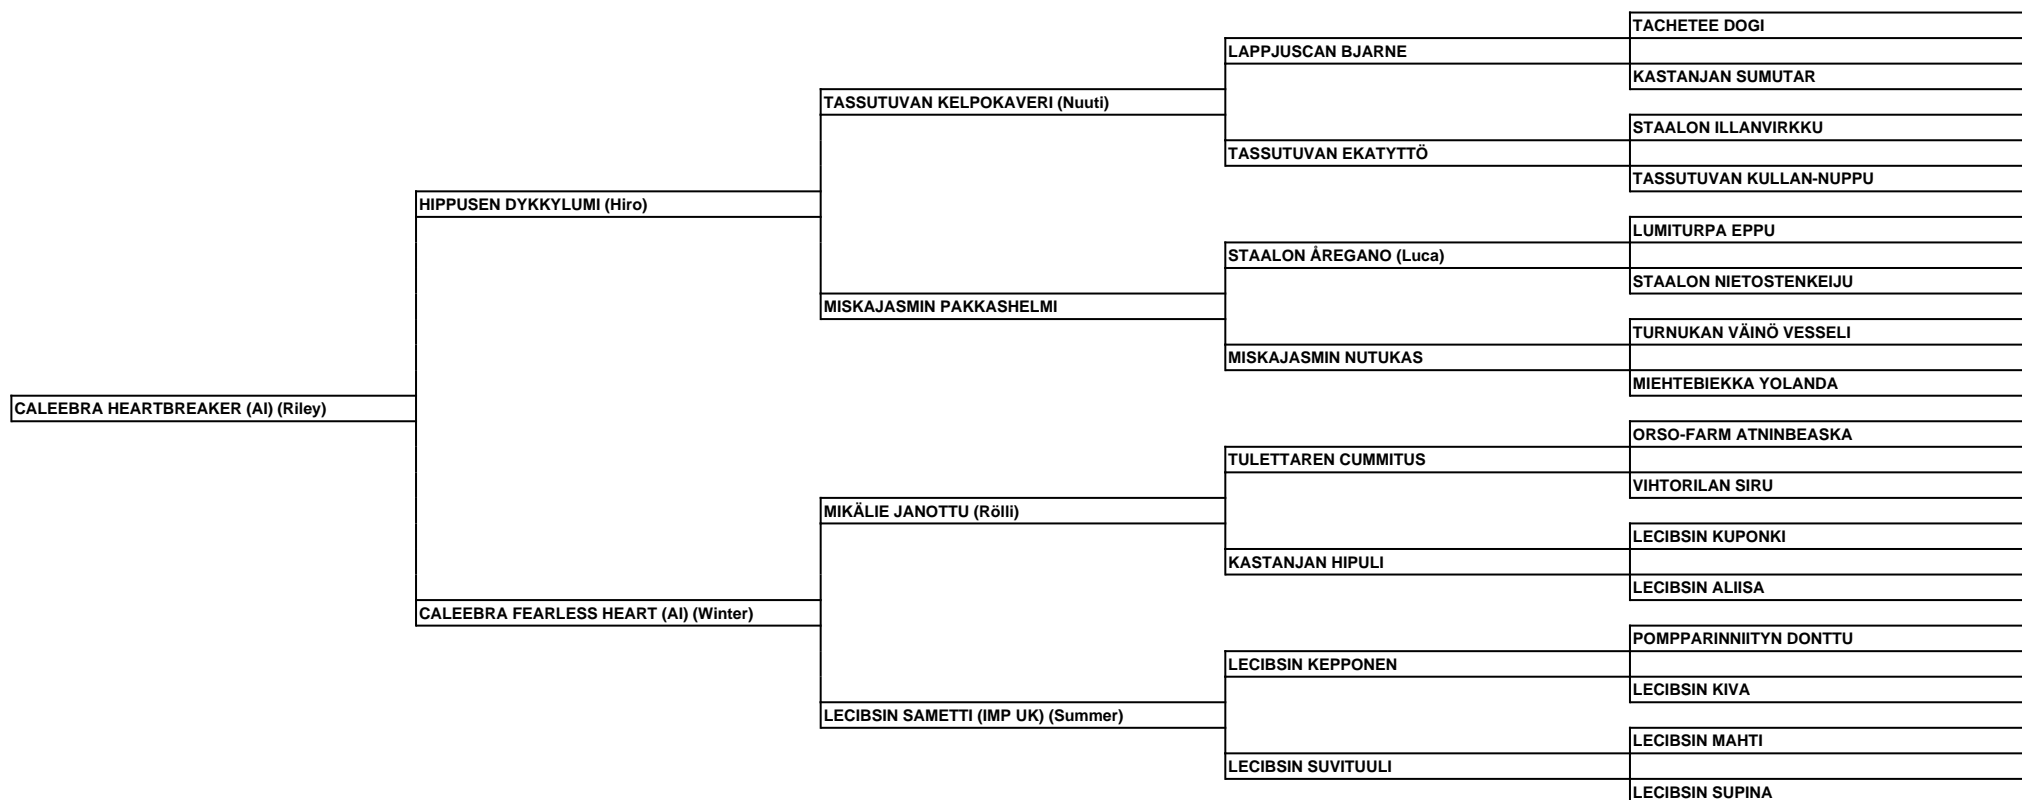 TACHETEE DOGI
LAPPJUSCAN BJARNE
KASTANJAN SUMUTAR
TASSUTUVAN KELPOKAVERI (Nuuti)
STAALON ILLANVIRKKU
TASSUTUVAN EKATYTTÖ
TASSUTUVAN KULLAN-NUPPU
HIPPUSEN DYKKYLUMI (Hiro)
LUMITURPA EPPU
STAALON ÅREGANO (Luca)
STAALON NIETOSTENKEIJU
MISKAJASMIN PAKKASHELMI
TURNUKAN VÄINÖ VESSELI
MISKAJASMIN NUTUKAS
MIEHTEBIEKKA YOLANDA
CALEEBRA HEARTBREAKER (AI) (Riley)
ORSO-FARM ATNINBEASKA
TULETTAREN CUMMITUS
VIHTORILAN SIRU
MIKÄLIE JANOTTU (Rölli)
LECIBSIN KUPONKI
KASTANJAN HIPULI
LECIBSIN ALIISA
CALEEBRA FEARLESS HEART (AI) (Winter)
POMPPARINNIITYN DONTTU
LECIBSIN KEPPONEN
LECIBSIN KIVA
LECIBSIN SAMETTI (IMP UK) (Summer)
LECIBSIN MAHTI
LECIBSIN SUVITUULI
LECIBSIN SUPINA